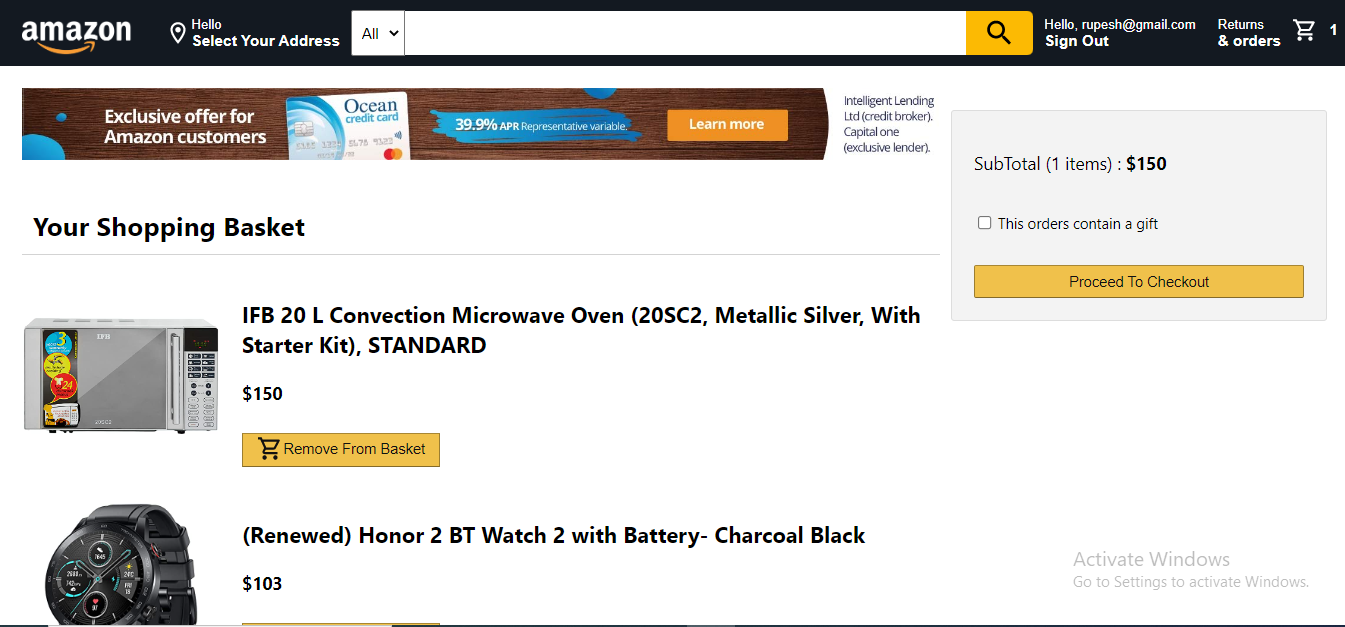 amazon
Hello
Select Your Address
All
Hello, rupesh@gmail.com
Sign Out
Returns
& orders
1
Exclusive offer for
Amazon customers
Ocean
credit card
39.9% APR Representative variable.
Learn more
Intelligent Lending
Ltd (credit broker).
Capital one
(exclusive lender).
SubTotal (1 items) : $150
This orders contain a gift
Proceed To Checkout
Your Shopping Basket
IFB 20 L Convection Microwave Oven (20SC2, Metallic Silver, With
Starter Kit), STANDARD
$150
Remove From Basket
IFB
3
24
20SC2
(Renewed) Honor 2 BT Watch 2 with Battery- Charcoal Black
$103
Activate Windows
Go to Settings to activate Windows.